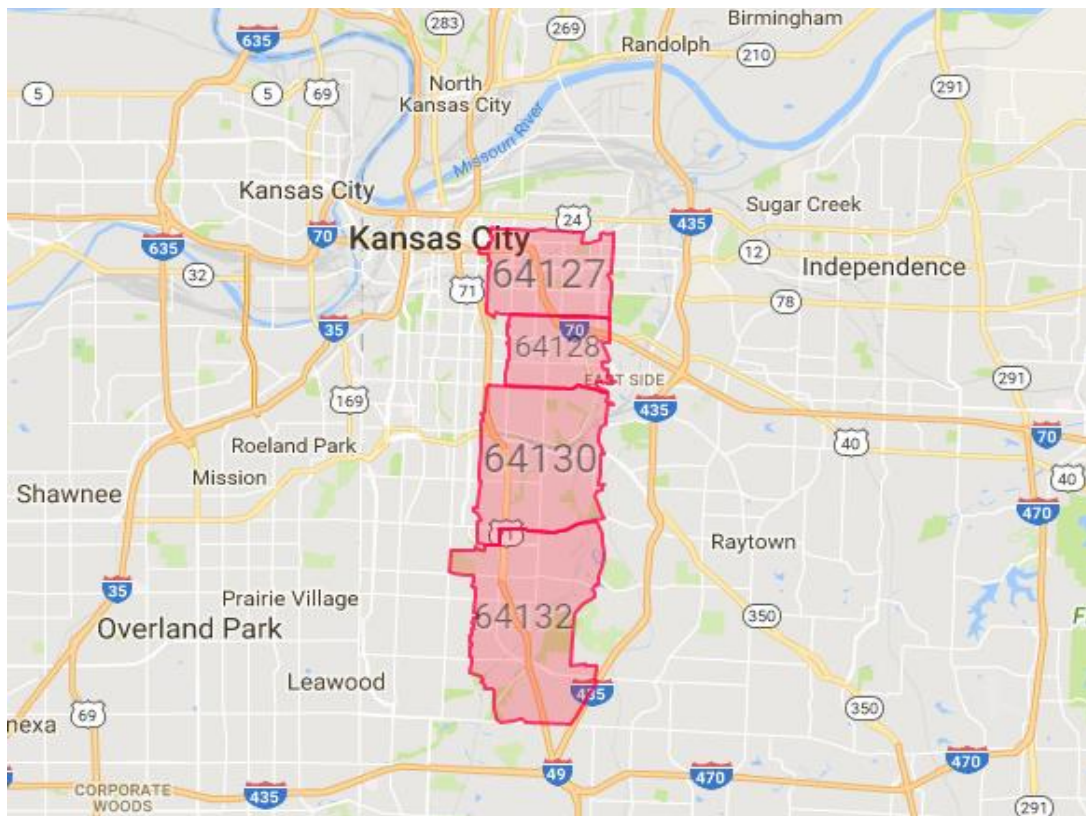 Birmingham
283
269
635
Randolph
210
5
5
69
North
Kansas City
291
Missouri River
Kansas City
24
Sugar Creek
435
70
635
Kansas City
12
32
64127
Independence
71
78
35
70
64128
EAST SIDE
291
169
435
70
40
Roeland Park
64130
40
Mission
Shawnee
470
71
Raytown
35
Prairie Village
64132
350
Overland Park
Leawood
435
350
69
nexa
49
470
470
CORPORATE
WOODS
435
291